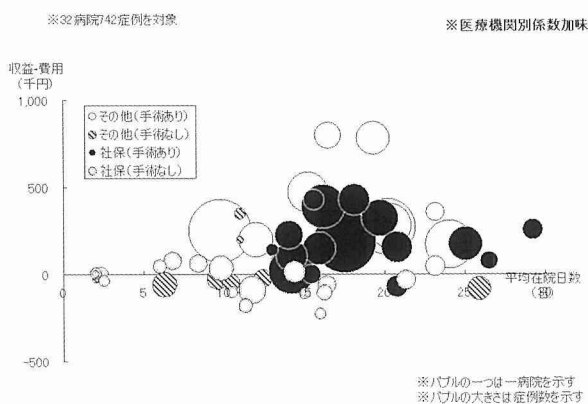 ※32病院742症例を対象
※医療機関別係数加味
収益-費用
(千円)
1,000
○その他(手術あり)
その他(手術なし)
●社保(手術あり)
○社保(手術なし)
500
0
0
5
10
15
20
25
平均在院日数
(日)
-500
※バブルの一つは一病院を示す
※バブルの大きさは症例数を示す